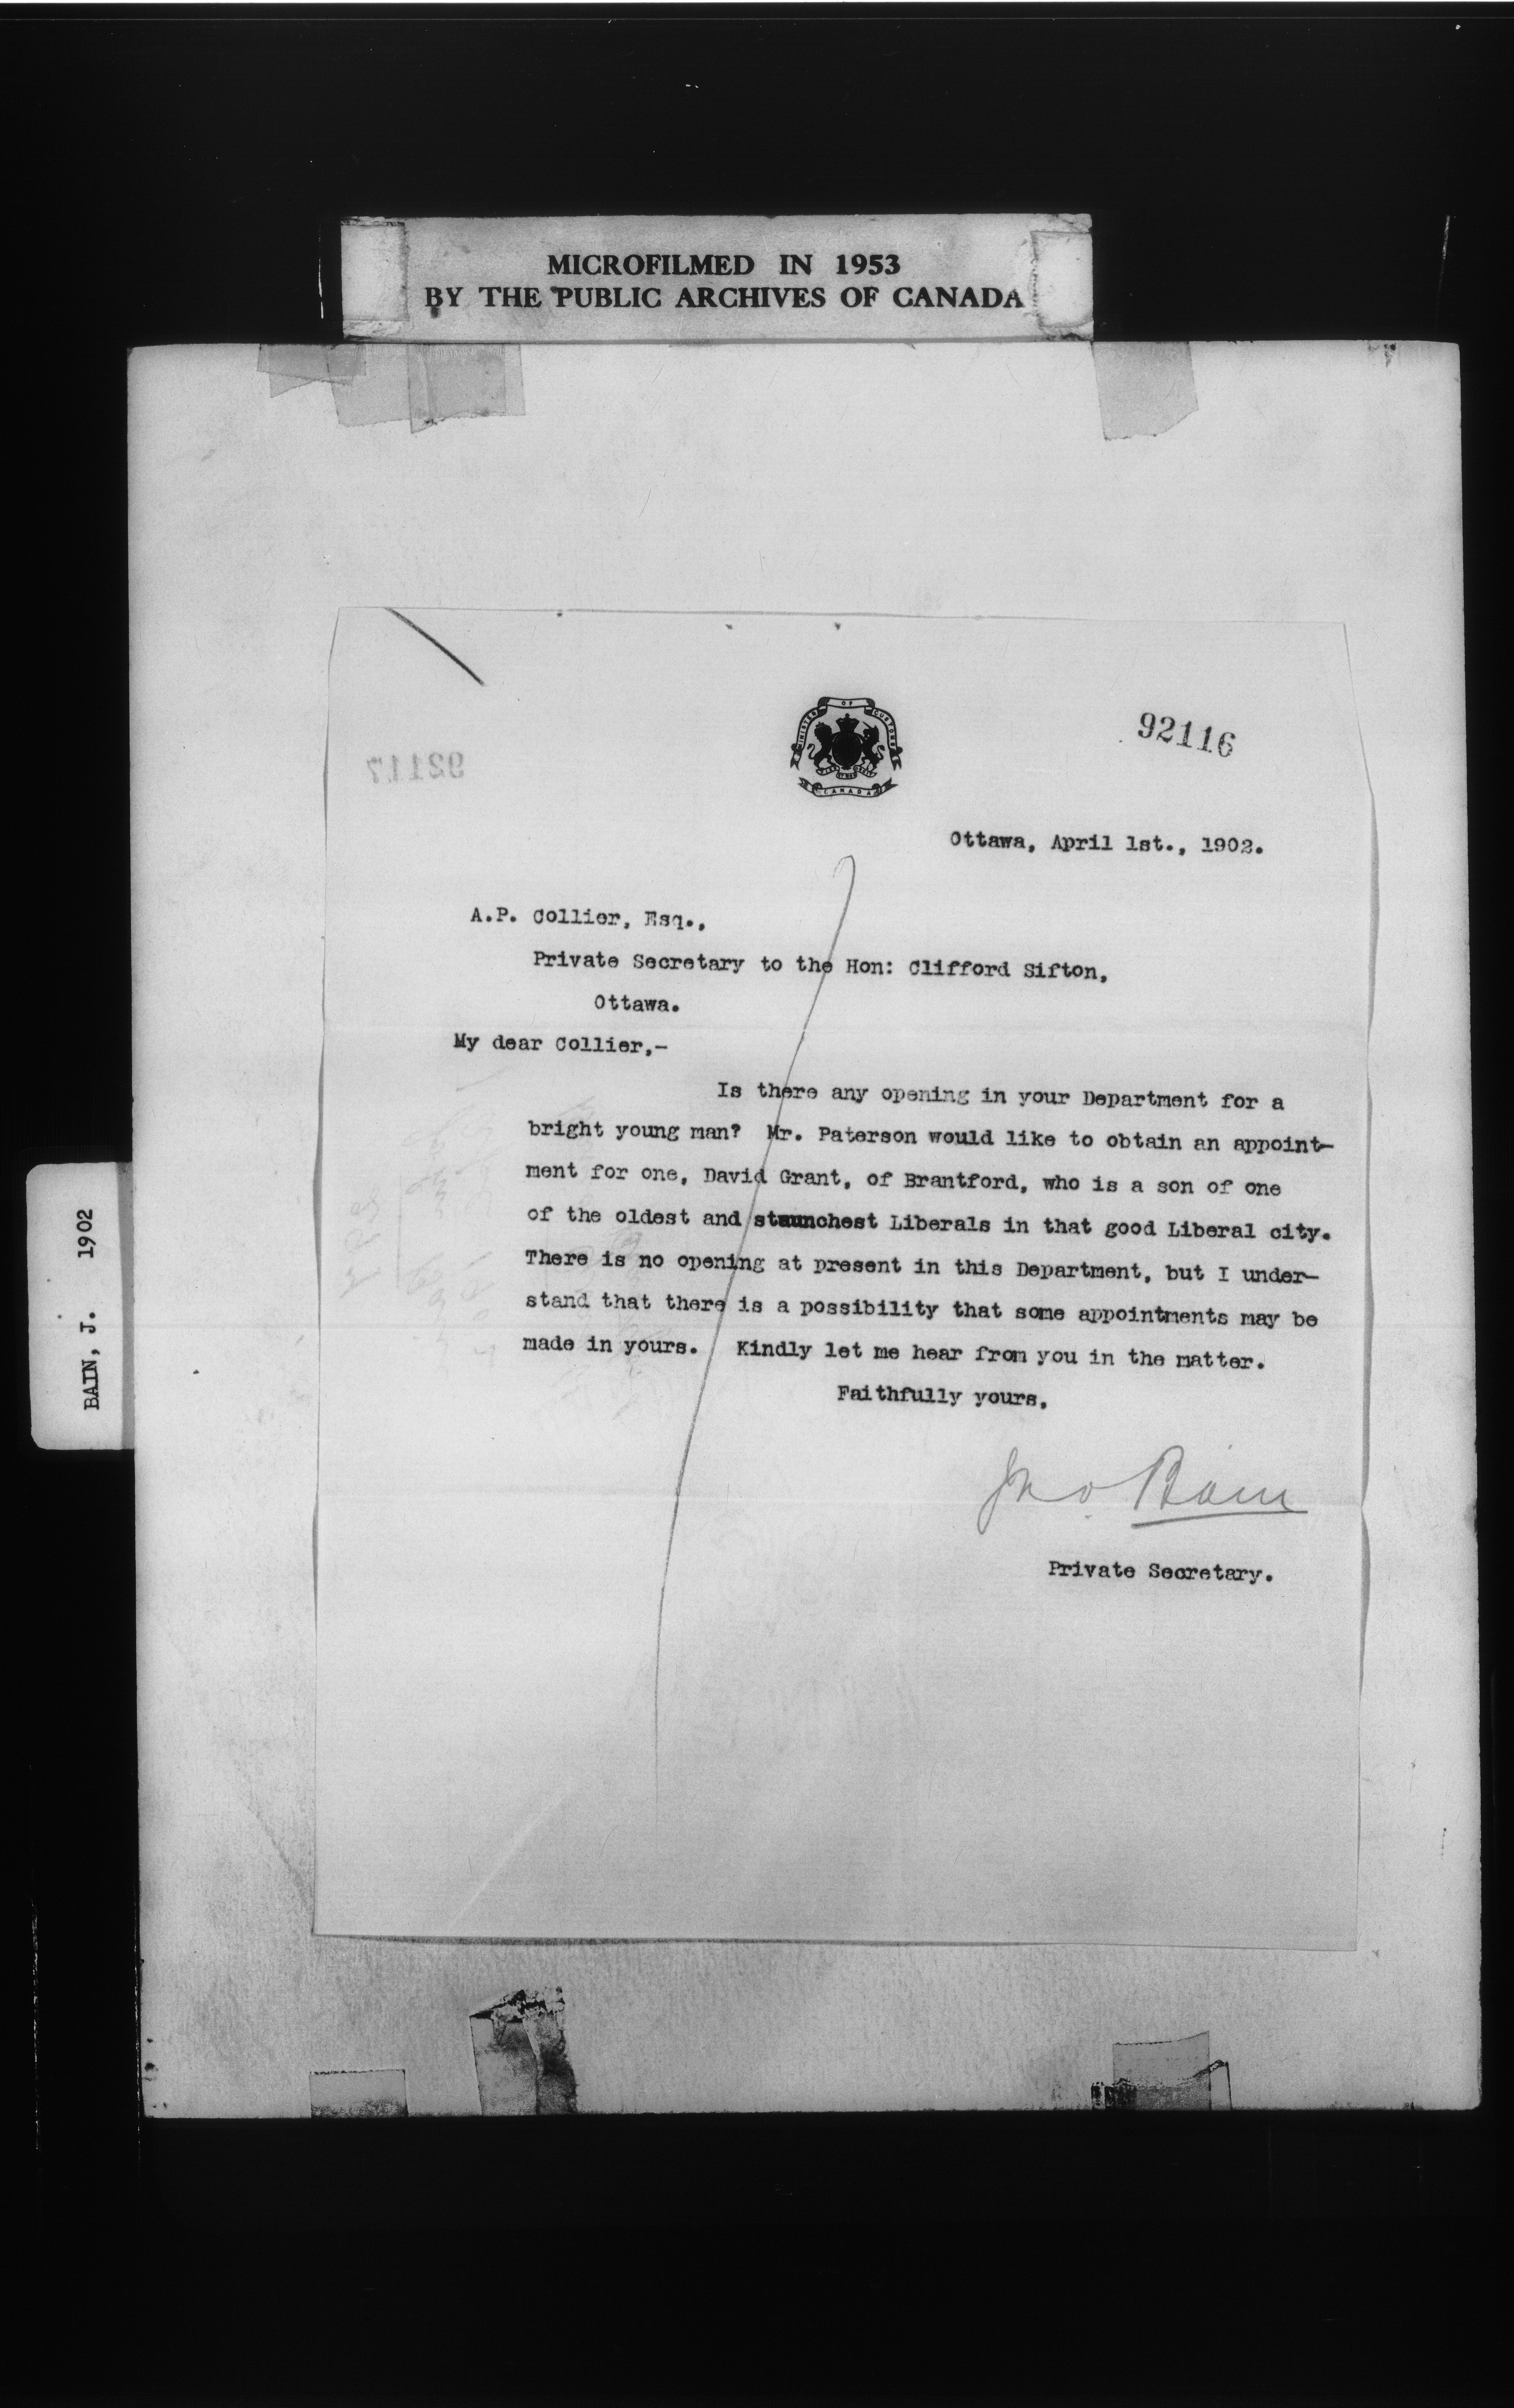 MICROFILMED IN 1953
BY THE PUBLIC ARCHIVES OF CANADA
BAIN, J. 1902
MINISTER OF CUSTOMS
CANADA
92116
92117
Ottawa, April 1st., 1902.
A.P. Collier, Esq.,
Private Secretary to the Hon: Clifford Sifton,
Ottawa.
My dear Collier,-
Is there any opening in your Department for a
bright young man? Mr. Paterson would like to obtain an appoint-
ment for one, David Grant, of Brantford, who is a son of one
of the oldest and staunchest Liberals in that good Liberal city.
There is no opening at present in this Department, but I under-
stand that there is a possibility that some appointments may be
made in yours. Kindly let me hear from you in the matter.
Faithfully yours,
Jno Bain
Private Secretary.